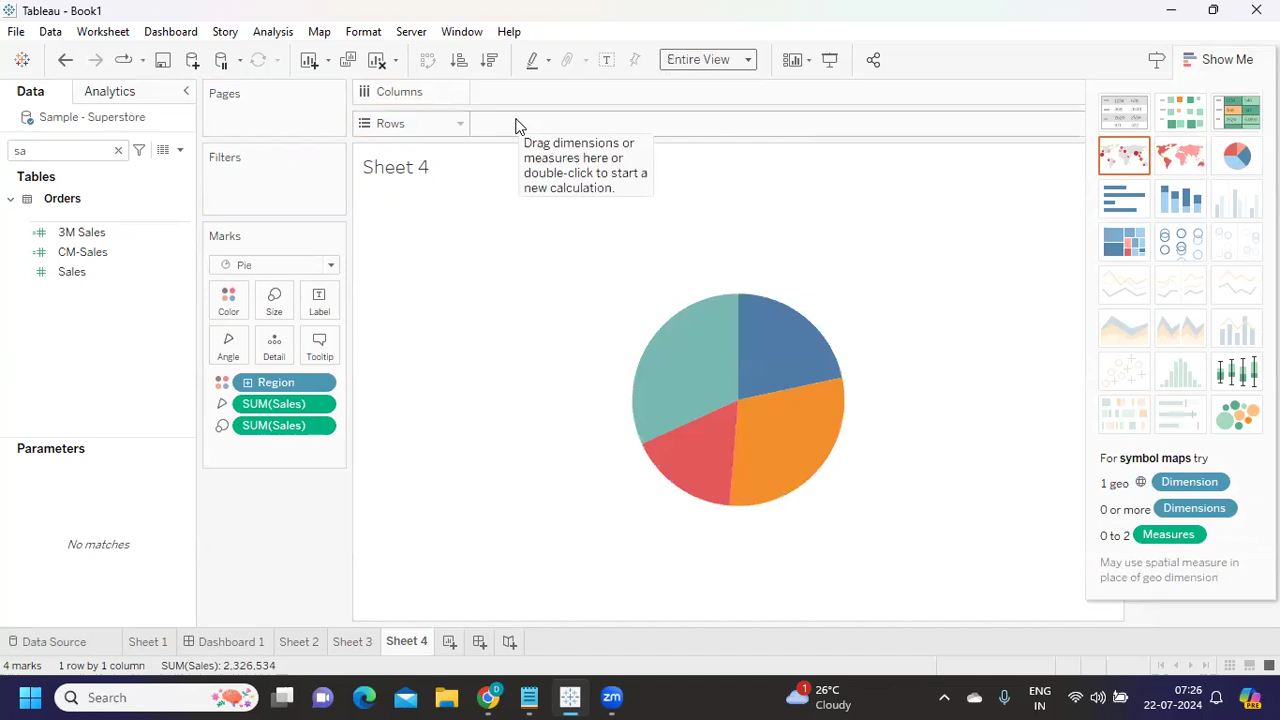 Tableau - Book1
File Data Worksheet Dashboard Story Analysis Map Format Server Window Help
Entire View
Show Me
Data Analytics
Sample - Superstore
sa
Tables
Orders
3M Sales
CM-Sales
Sales
Parameters
No matches
Pages
Filters
Marks
Pie
Color Size Label
Angle Detail Tooltip
Region
SUM(Sales)
SUM(Sales)
Columns
Rows
Sheet 4
Drag dimensions or
measures here or
double-click to start a
new calculation.
For symbol maps try
1 geo Dimension
0 or more Dimensions
0 to 2 Measures
May use spatial measure in
place of geo dimension
Data Source Sheet 1 Dashboard 1 Sheet 2 Sheet 3 Sheet 4
4 marks 1 row by 1 column SUM(Sales): 2,326,534
Search
1
26°C
Cloudy
ENG
IN
07:26
22-07-2024